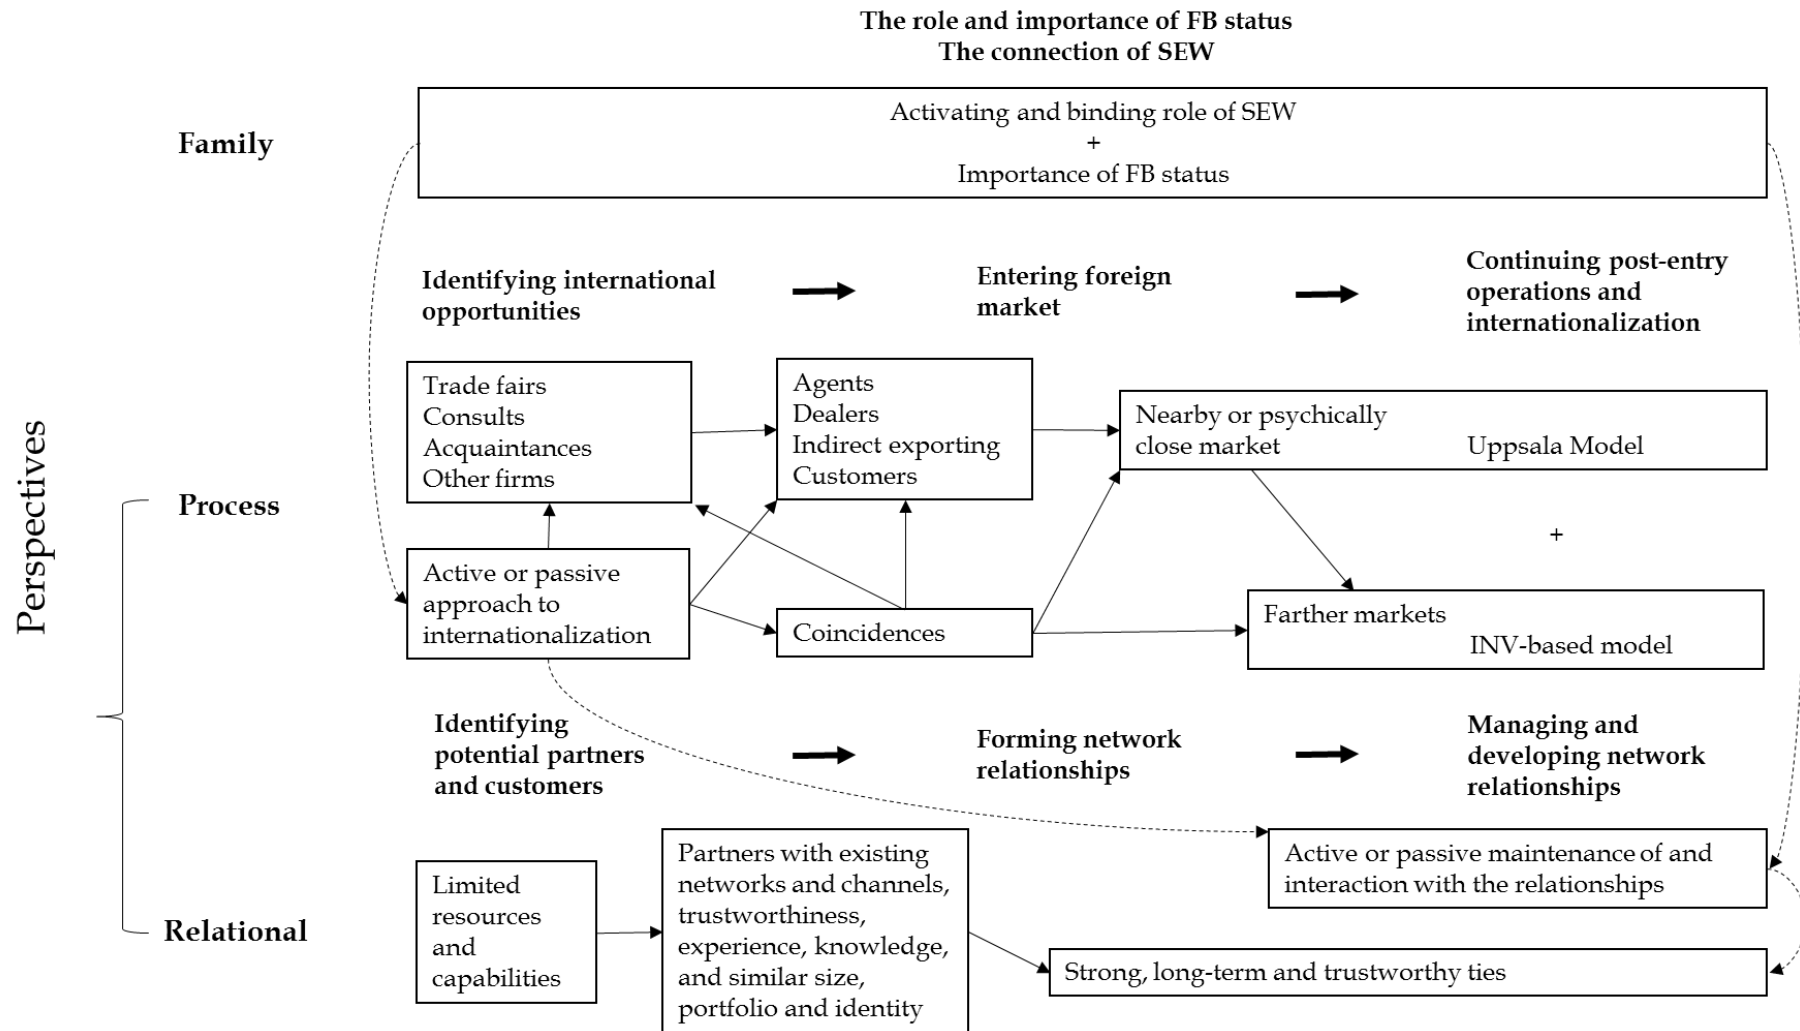 The role and importance of FB status
The connection of SEW
Family
Activating and binding role of SEW
+
Importance of FB status
Identifying international
opportunities
Entering foreign
market
Continuing post-entry
operations and
internationalization
Perspectives
Process
Trade fairs
Consults
Acquaintances
Other firms
Agents
Dealers
Indirect exporting
Customers
Nearby or psychically
close market
Uppsala Model
+
Active or passive
approach to
internationalization
Coincidences
Farther markets
INV-based model
Identifying
potential partners
and customers
Forming network
relationships
Managing and
developing network
relationships
Relational
Limited
resources
and
capabilities
Partners with existing
networks and channels,
trustworthiness,
experience, knowledge,
and similar size,
portfolio and identity
Active or passive maintenance of and
interaction with the relationships
Strong, long-term and trustworthy ties